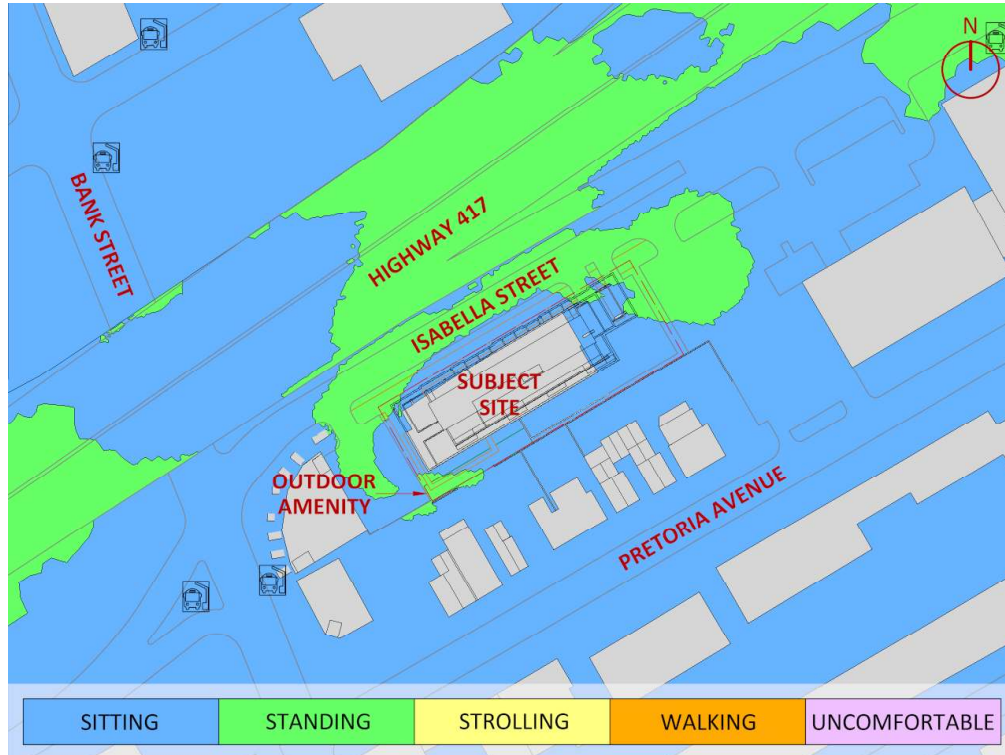 N
BANK STREET
HIGHWAY 417
ISABELLA STREET
SUBJECT
SITE
OUTDOOR
AMENITY
PRETORIA AVENUE
SITTING
STANDING
STROLLING
WALKING
UNCOMFORTABLE